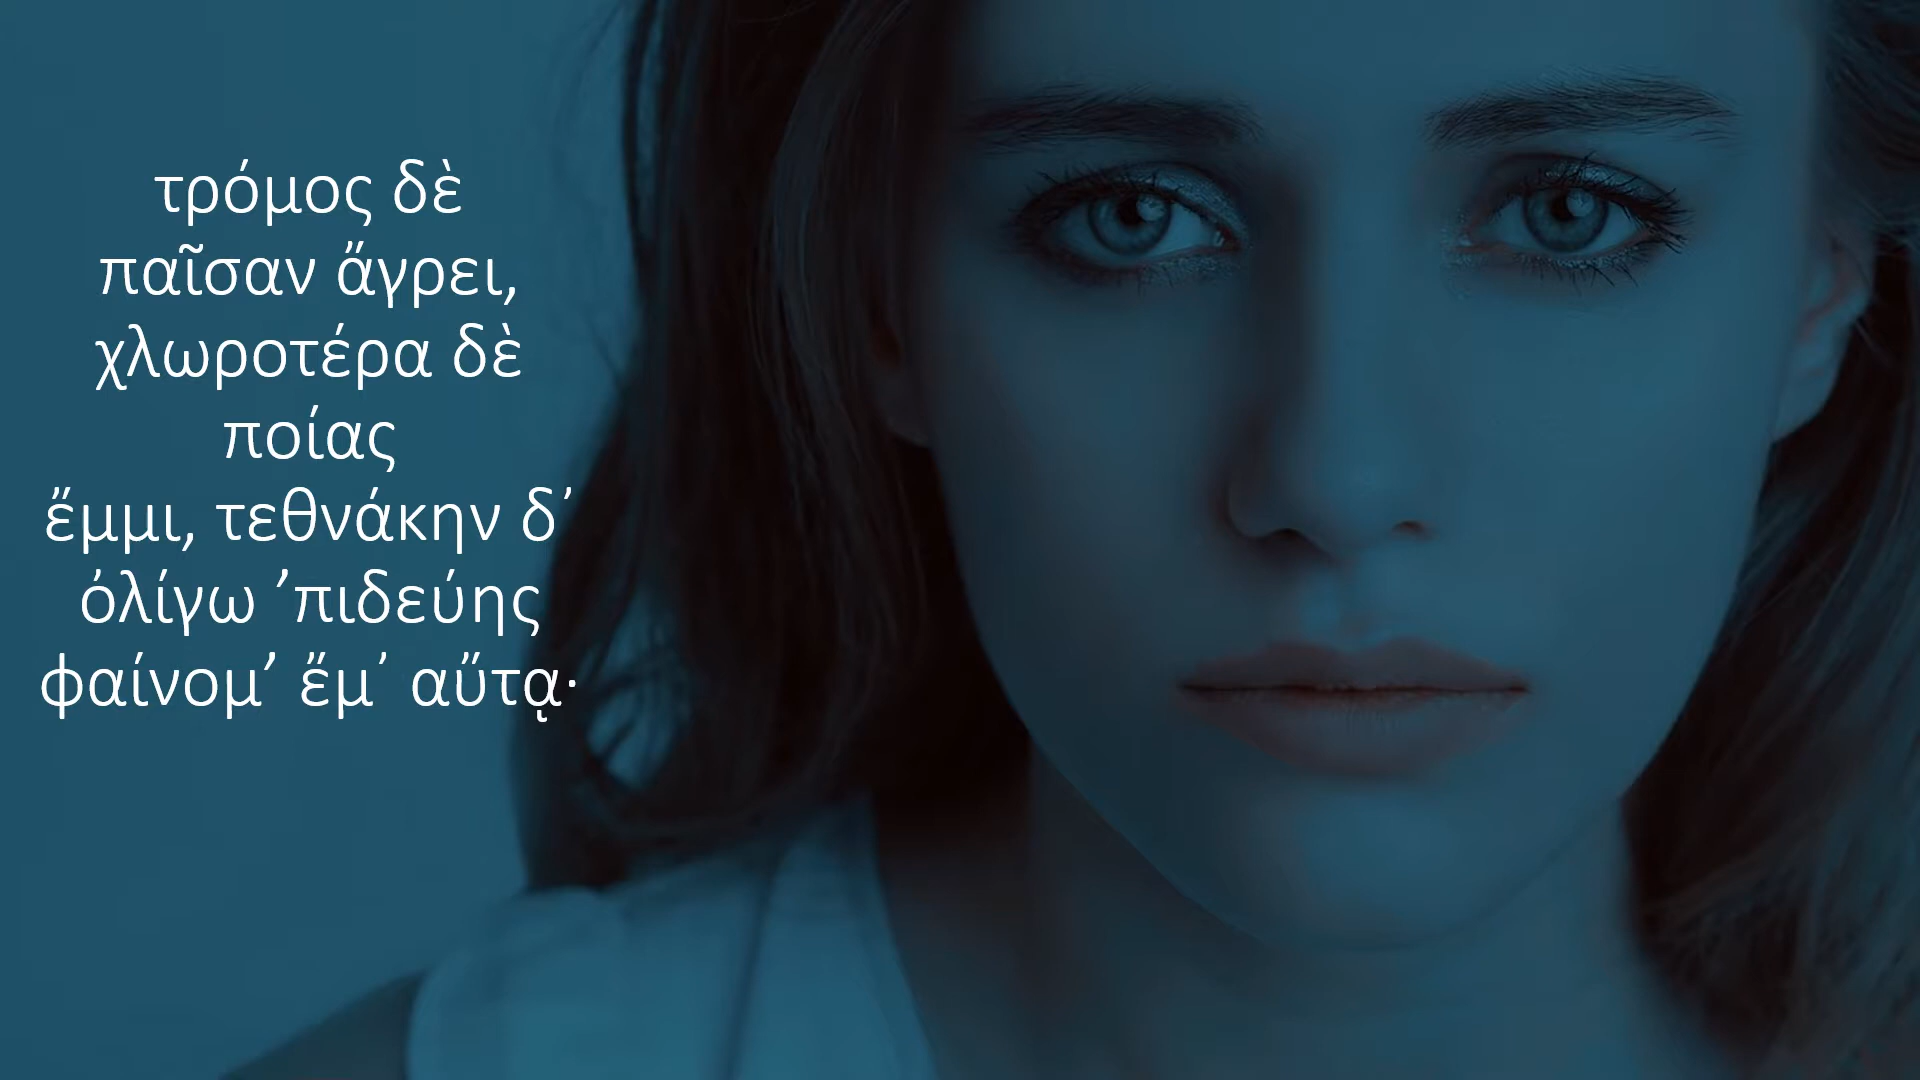 τρόμος δὲ
παῖσαν ἄγρει,
χλωροτέρα δὲ
ποίας
ἔμμι, τεθνάκην δ᾽
ὀλίγω ’πιδεύης
φαίνομ’ ἔμ᾽ αὔτᾳ·